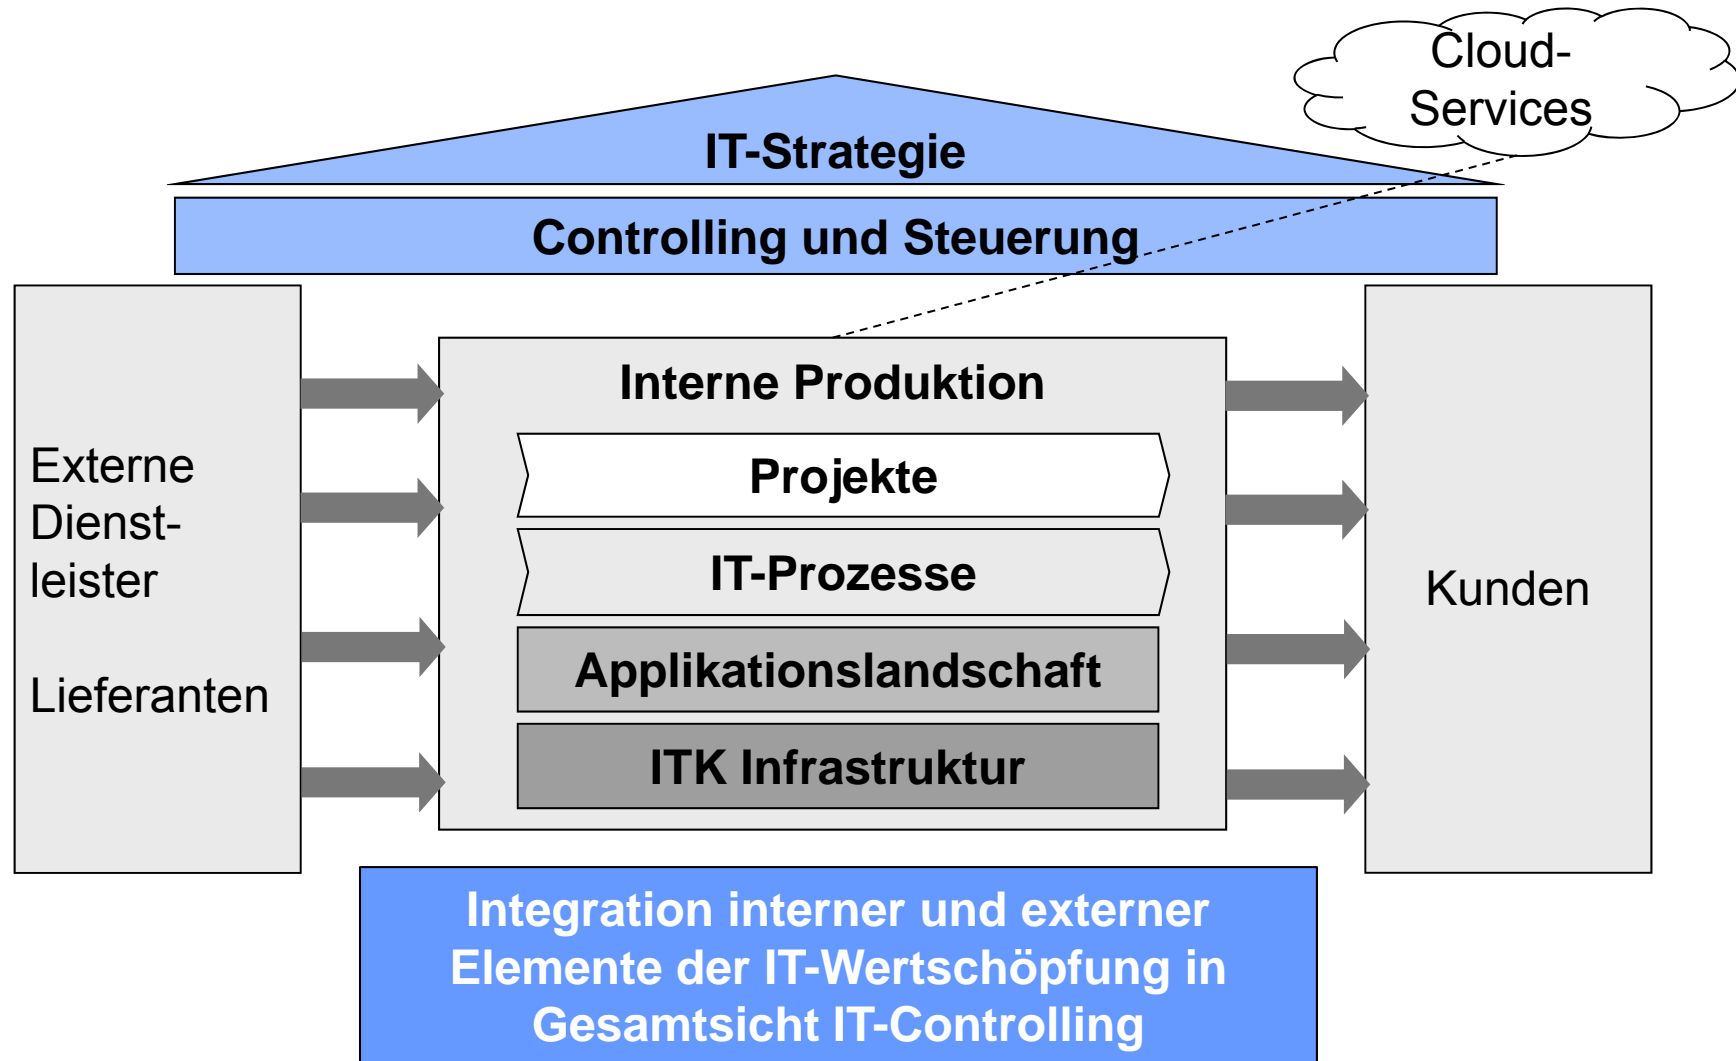 Cloud-
Services
IT-Strategie
Controlling und Steuerung
Externe
Dienst-
leister
Lieferanten
Interne Produktion
Projekte
IT-Prozesse
Applikationslandschaft
ITK Infrastruktur
Kunden
Integration interner und externer
Elemente der IT-Wertschöpfung in
Gesamtsicht IT-Controlling